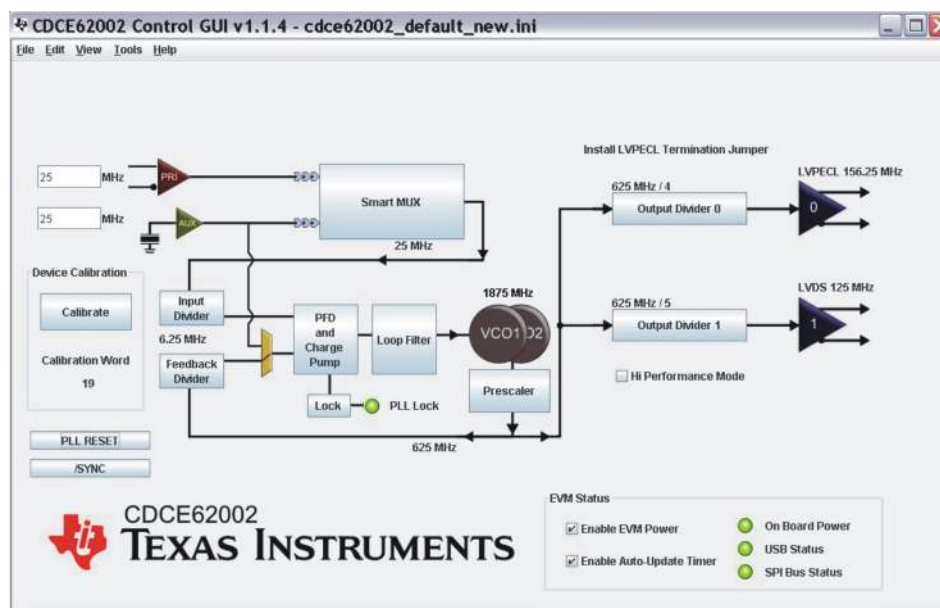 CDCE62002 Control GUI v1.1.4 - cdce62002_default_new.ini
File Edit View Tools Help
Install LVPECL Termination Jumper
25 MHz
PRI
Smart MUX
625 MHz / 4
Output Divider 0
LVPECL 156.25 MHz
0
25 MHz
AUX
25 MHz
Device Calibration
Calibrate
Calibration Word
19
Input Divider
6.25 MHz
Feedback Divider
PFD and Charge Pump
Loop Filter
1875 MHz
VCO1
O2
Prescaler
Lock
PLL Lock
625 MHz
625 MHz / 5
Output Divider 1
LVDS 125 MHz
1
Hi Performance Mode
PLL RESET
/SYNC
CDCE62002
TEXAS INSTRUMENTS
EVM Status
Enable EVM Power
On Board Power
USB Status
Enable Auto-Update Timer
SPI Bus Status